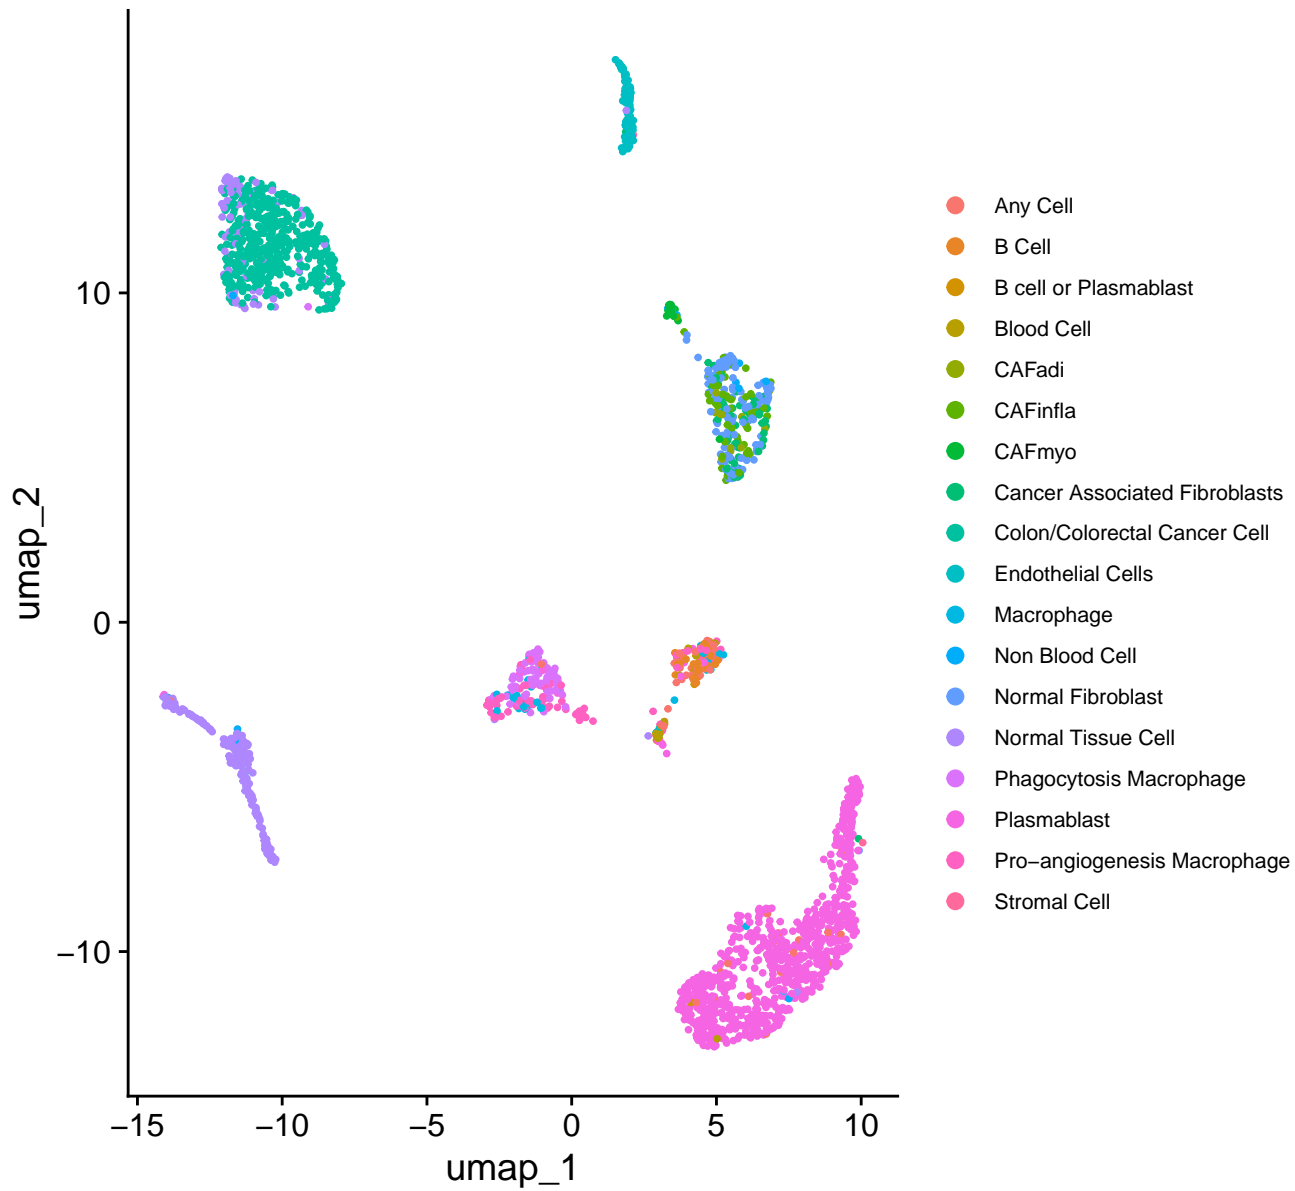 umap_2
10
0
−10
−15
−10
−5
0
5
10
umap_1
Any Cell
B Cell
B cell or Plasmablast
Blood Cell
CAFadi
CAFinfla
CAFmyo
Cancer Associated Fibroblasts
Colon/Colorectal Cancer Cell
Endothelial Cells
Macrophage
Non Blood Cell
Normal Fibroblast
Normal Tissue Cell
Phagocytosis Macrophage
Plasmablast
Pro−angiogenesis Macrophage
Stromal Cell